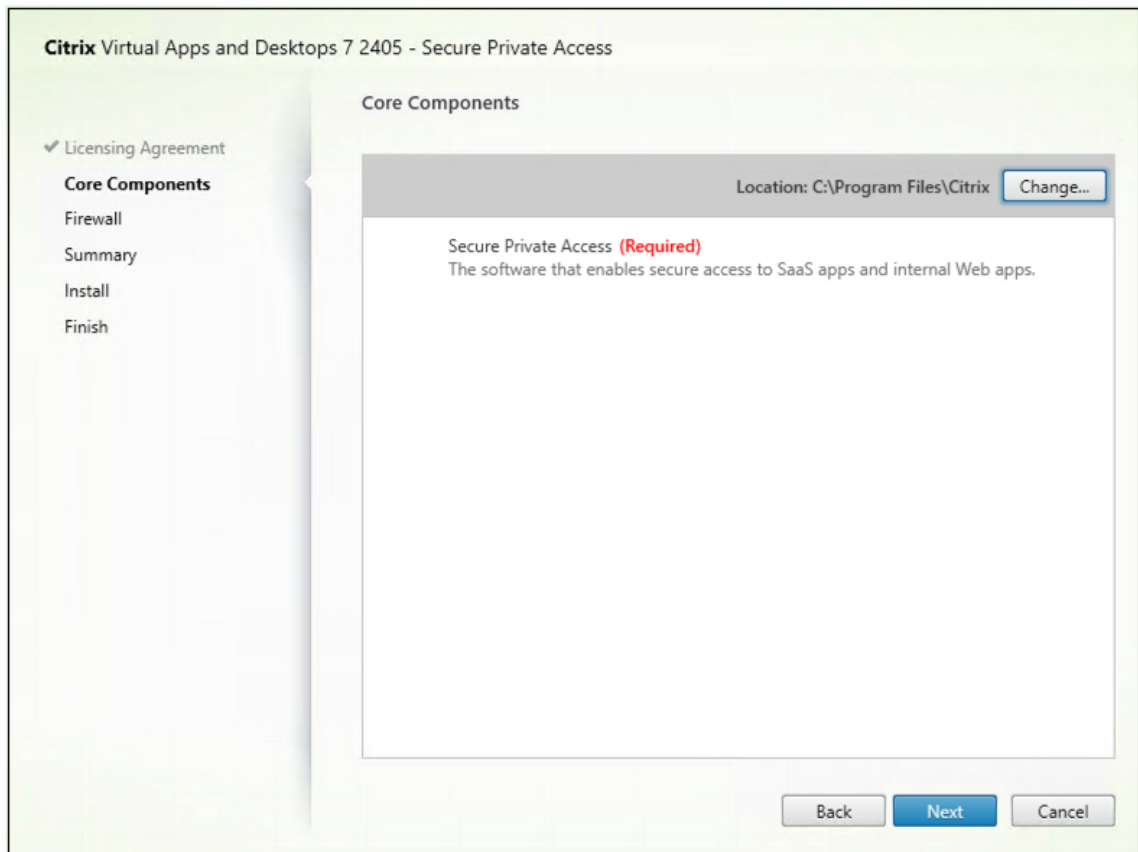 Citrix Virtual Apps and Desktops 7 2405 - Secure Private Access
Licensing Agreement
Core Components
Firewall
Summary
Install
Finish
Core Components
Location: C:\Program Files\Citrix
Change...
Secure Private Access (Required)
The software that enables secure access to SaaS apps and internal Web apps.
Back
Next
Cancel